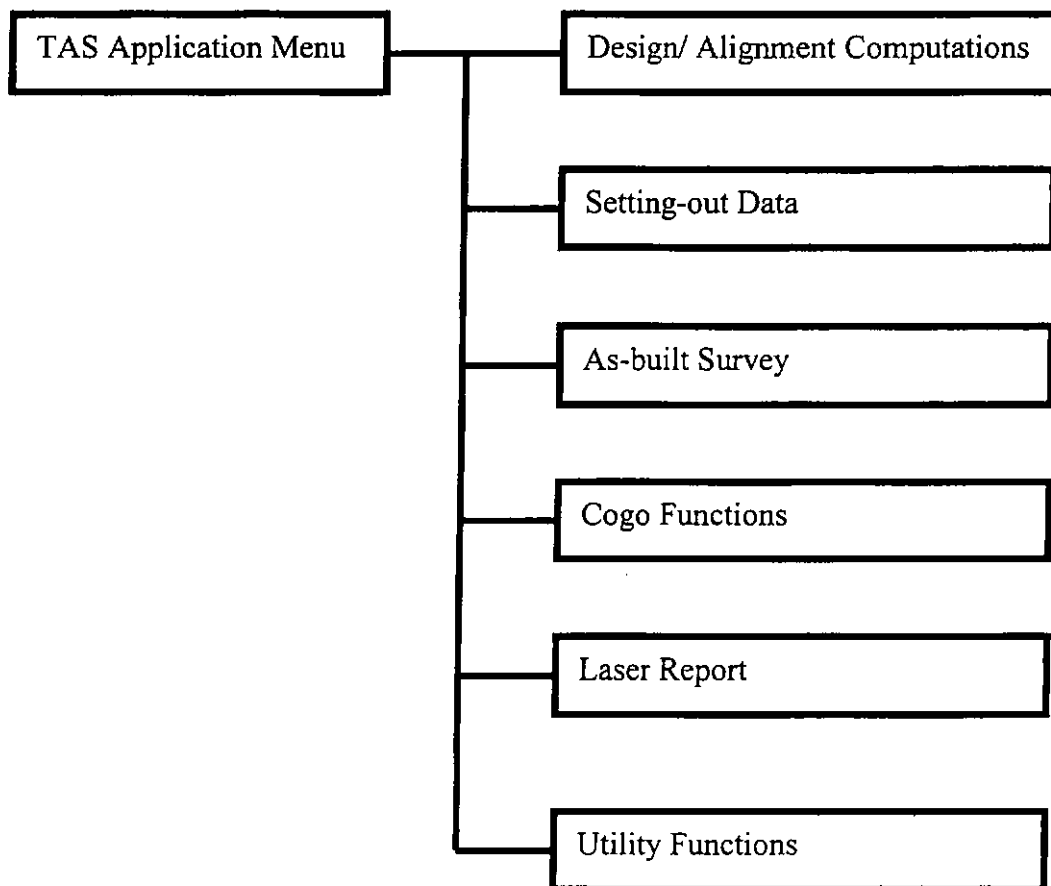 TAS Application Menu
Design/ Alignment Computations
Setting-out Data
As-built Survey
Cogo Functions
Laser Report
Utility Functions